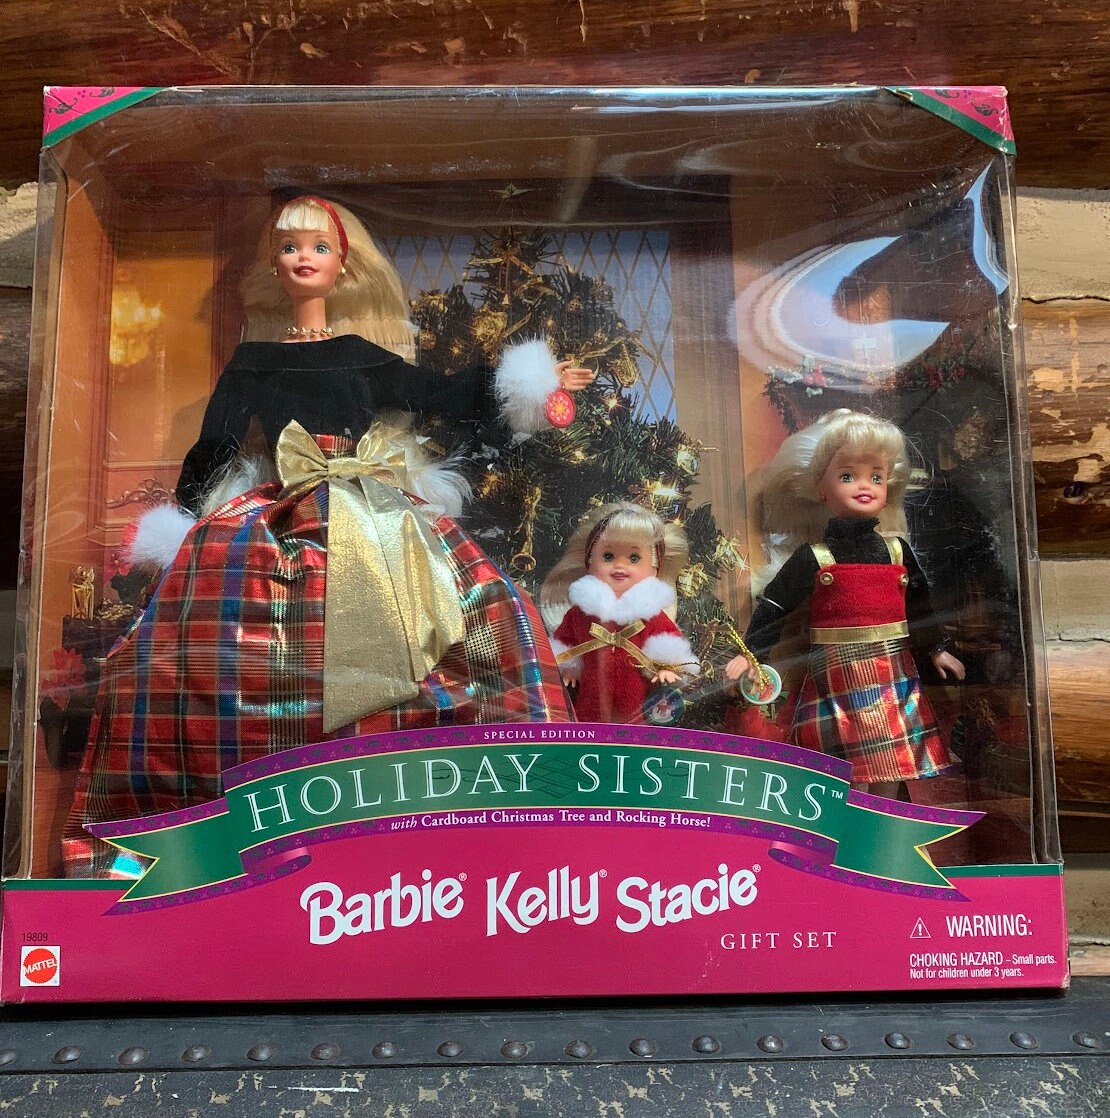 SPECIAL EDITION
HOLIDAY SISTERS™
with Cardboard Christmas Tree and Rocking Horse!
Barbie® Kelly® Stacie®
GIFT SET
19809
MATTEL
⚠ WARNING:
CHOKING HAZARD – Small parts.
Not for children under 3 years.